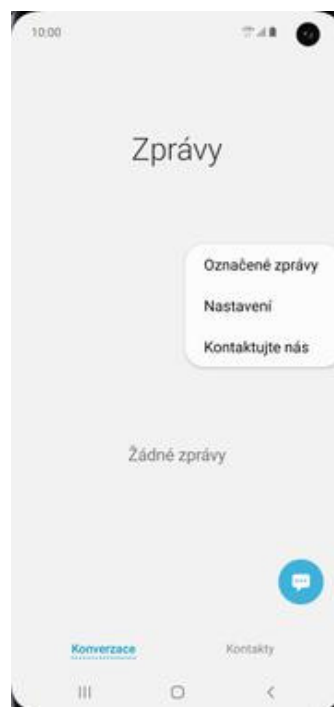 10:00
Zprávy
Označené zprávy
Nastavení
Kontaktujte nás
Žádné zprávy
Konverzace
Kontakty